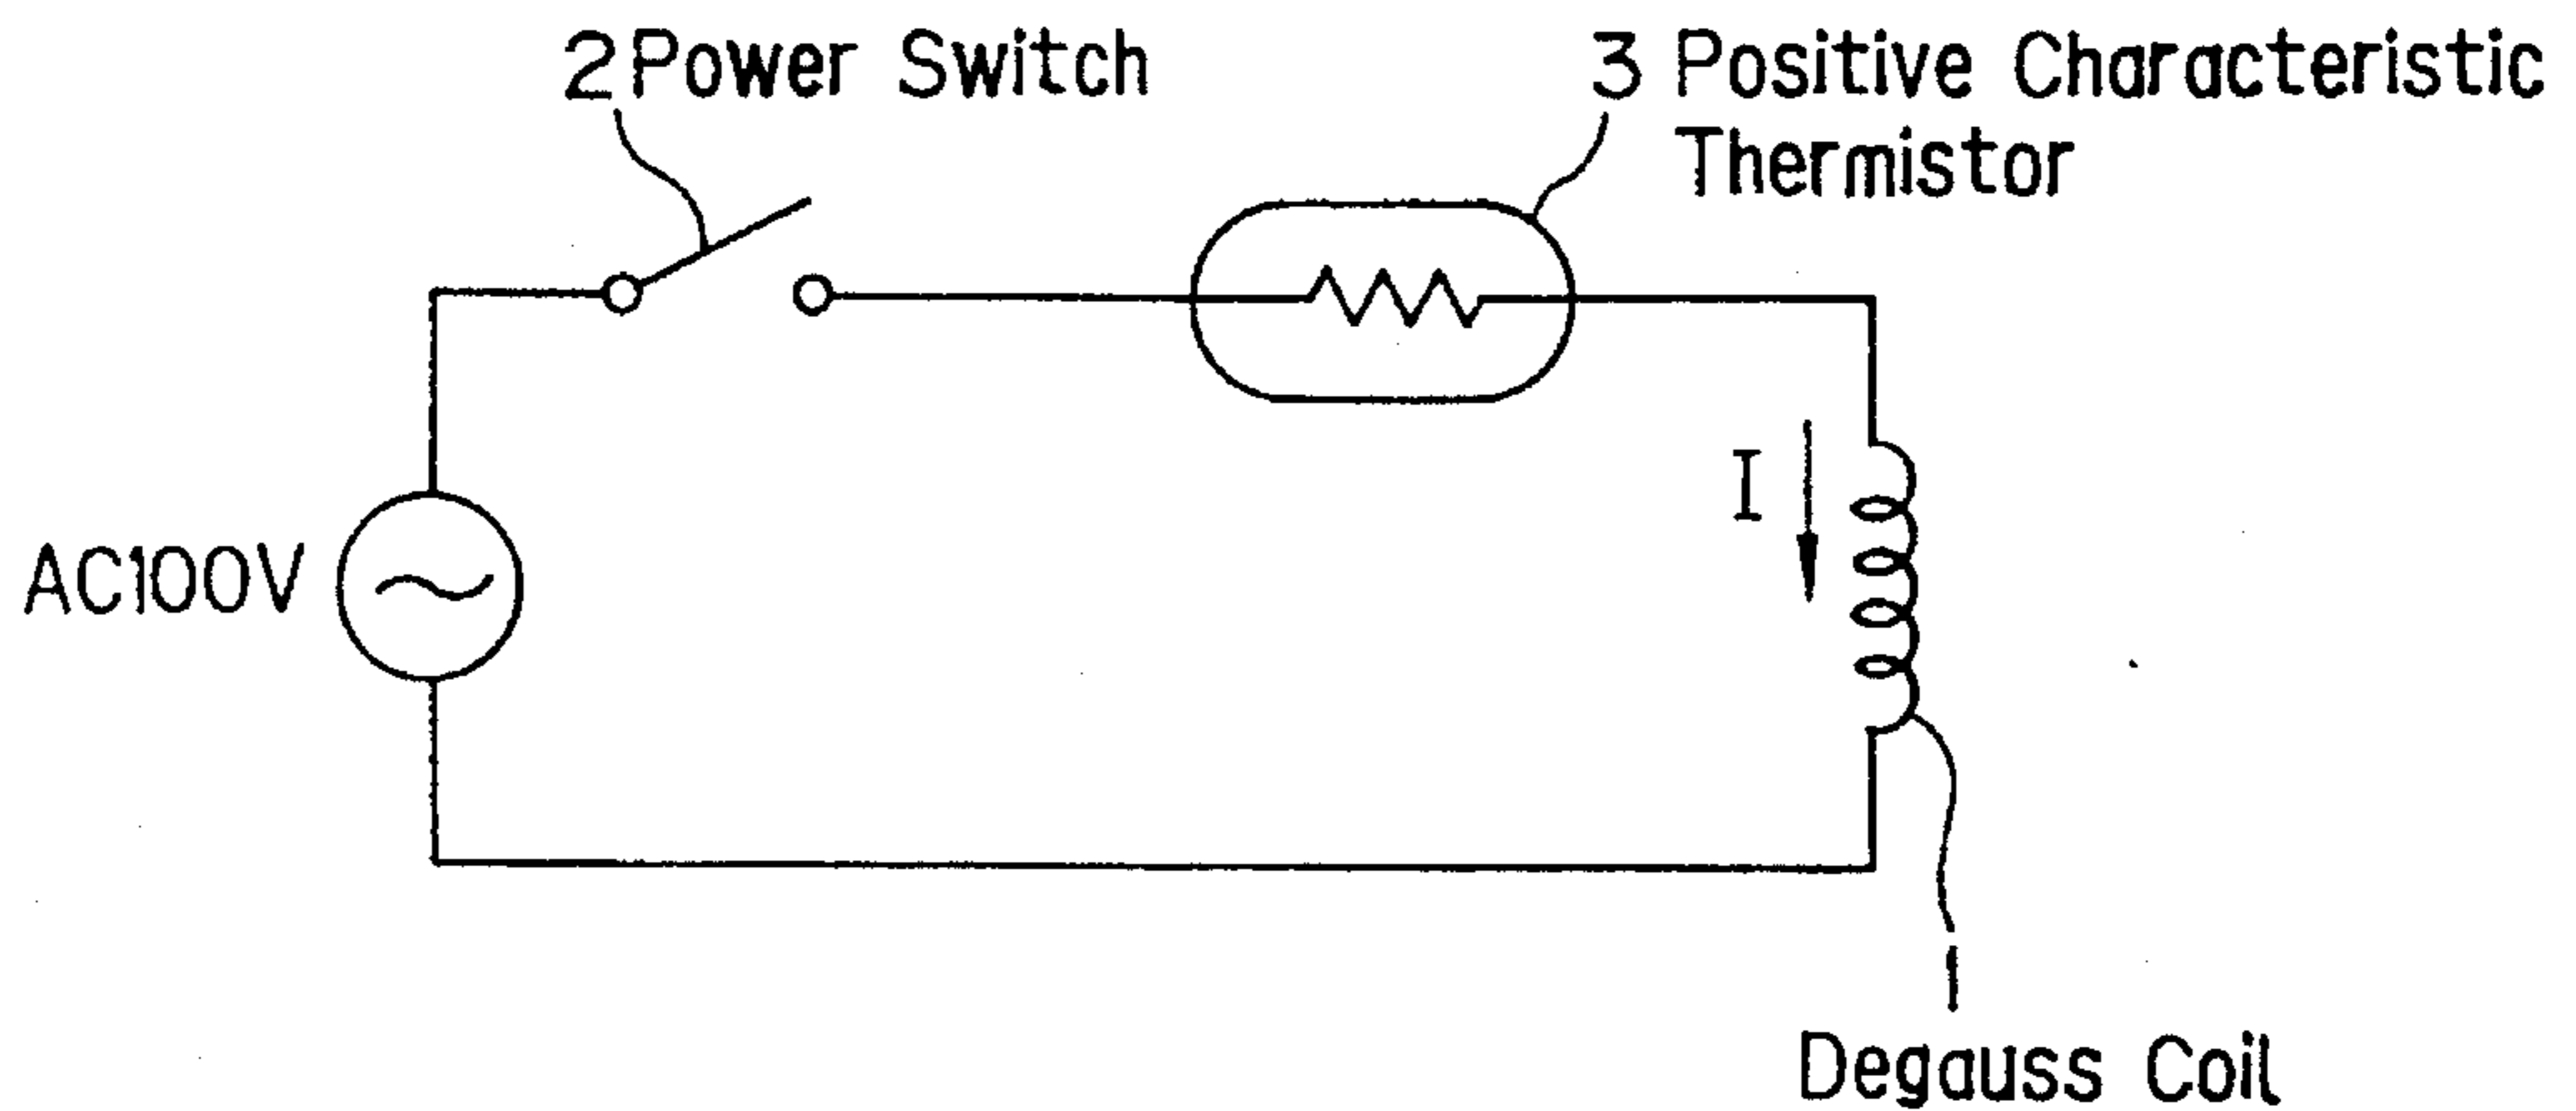 2 Power Switch
3 Positive Characteristic
Thermistor
I
AC100V
1
Degauss Coil